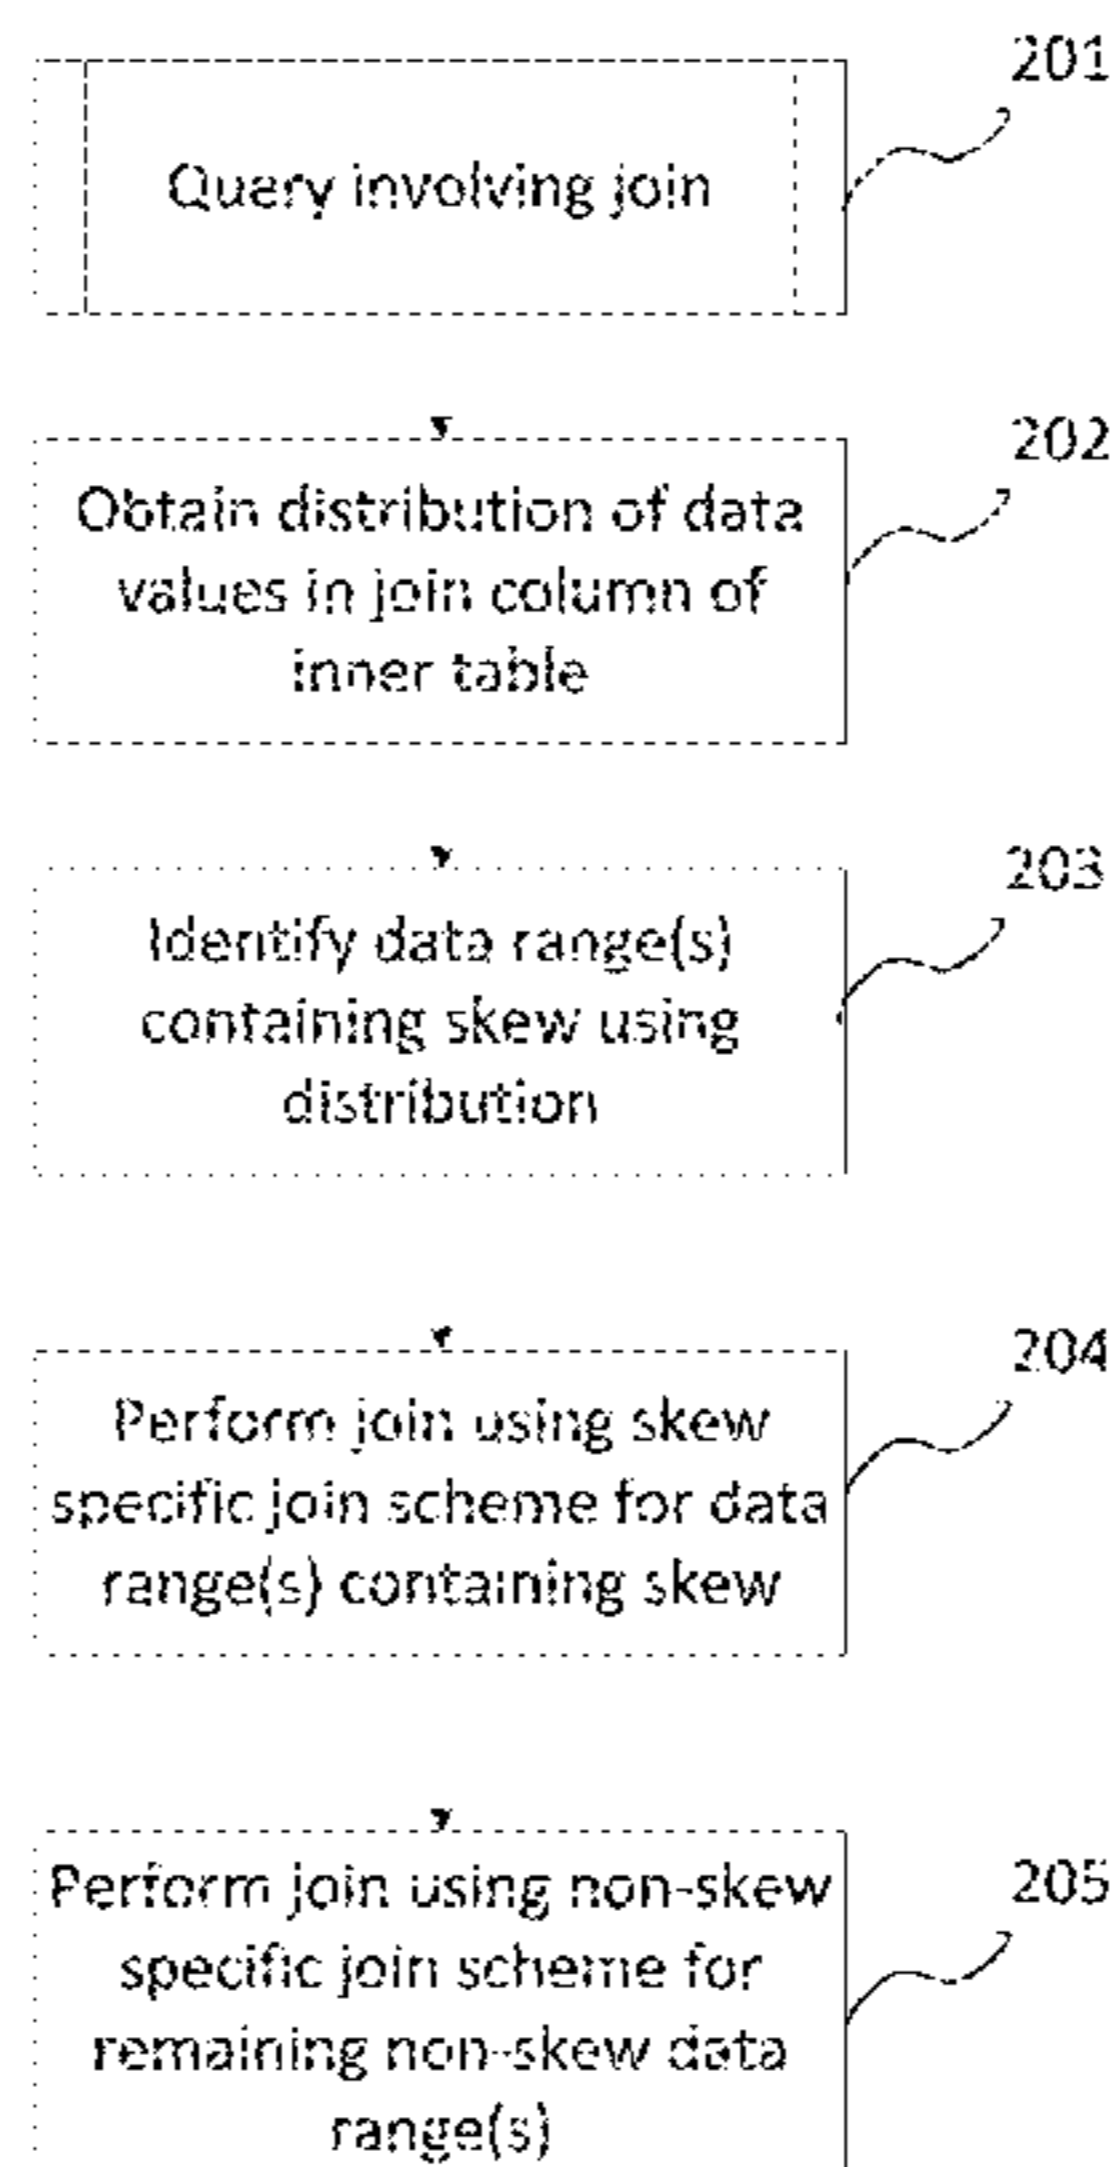 201
Query involving join
202
Obtain distribution of data
values in join column of
inner table
203
Identify data range(s)
containing skew using
distribution
204
Perform join using skew
specific join scheme for data
range(s) containing skew
205
Perform join using non-skew
specific join scheme for
remaining non-skew data
range(s)